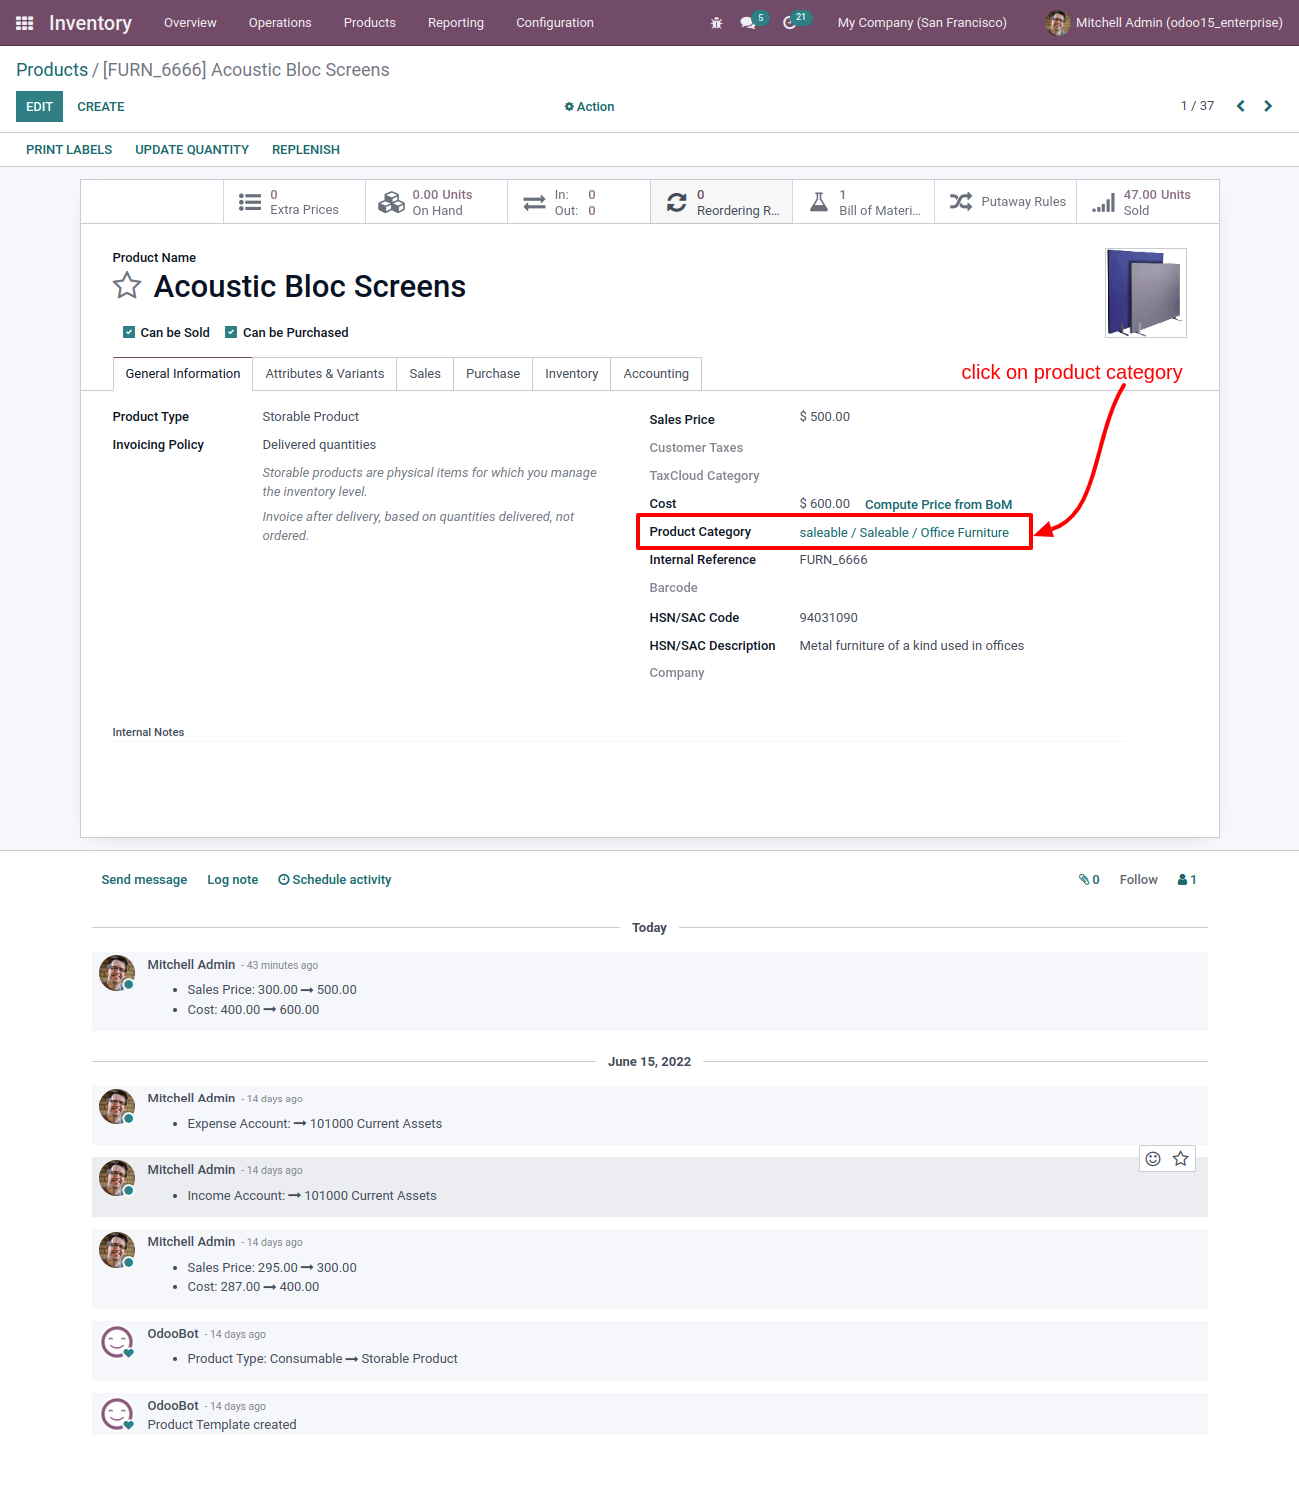 Inventory Overview Operations Products Reporting Configuration 5 21 My Company (San Francisco) Mitchell Admin (odoo15_enterprise)
Products / [FURN_6666] Acoustic Bloc Screens
EDIT CREATE Action 1 / 37
PRINT LABELS UPDATE QUANTITY REPLENISH
0 Extra Prices
0.00 Units On Hand
In: 0
Out: 0
0 Reordering R...
1 Bill of Materi...
Putaway Rules
47.00 Units Sold
Product Name
Acoustic Bloc Screens
Can be Sold Can be Purchased
General Information Attributes & Variants Sales Purchase Inventory Accounting
click on product category
Product Type Storable Product
Invoicing Policy Delivered quantities
Storable products are physical items for which you manage
the inventory level.
Invoice after delivery, based on quantities delivered, not
ordered.
Sales Price $ 500.00
Customer Taxes
TaxCloud Category
Cost $ 600.00 Compute Price from BoM
Product Category saleable / Saleable / Office Furniture
Internal Reference FURN_6666
Barcode
HSN/SAC Code 94031090
HSN/SAC Description Metal furniture of a kind used in offices
Company
Internal Notes
Send message Log note Schedule activity 0 Follow 1
Today
Mitchell Admin - 43 minutes ago
Sales Price: 300.00 → 500.00
Cost: 400.00 → 600.00
June 15, 2022
Mitchell Admin - 14 days ago
Expense Account: → 101000 Current Assets
Mitchell Admin - 14 days ago
Income Account: → 101000 Current Assets
Mitchell Admin - 14 days ago
Sales Price: 295.00 → 300.00
Cost: 287.00 → 400.00
OdooBot - 14 days ago
Product Type: Consumable → Storable Product
OdooBot - 14 days ago
Product Template created